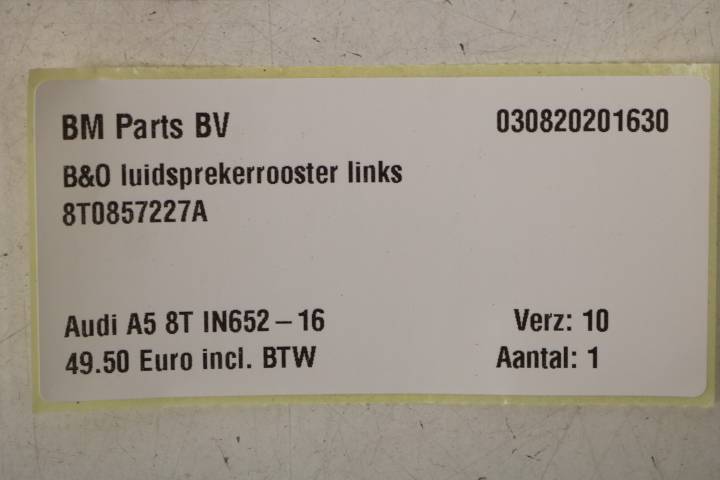 BM Parts BV 030820201630
B&O luidsprekerrooster links
8T0857227A
Audi A5 8T IN652-16 Verz: 10
49.50 Euro incl. BTW Aantal: 1